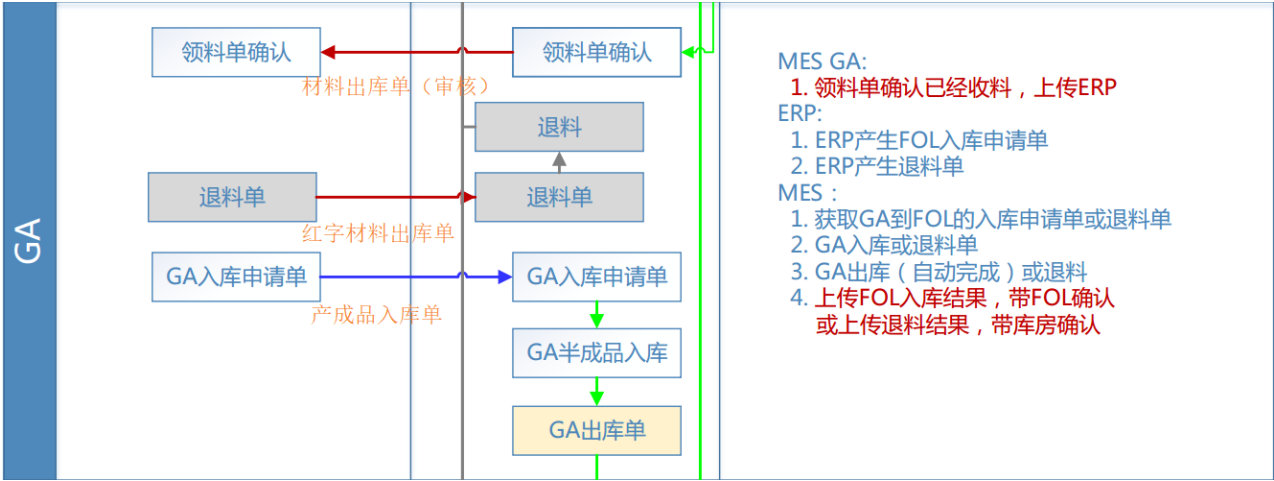 GA
领料单确认
领料单确认
材料出库单（审核）
退料
退料单
退料单
红字材料出库单
GA入库申请单
GA入库申请单
产成品入库单
GA半成品入库
GA出库单
MES GA:
1. 领料单确认已经收料，上传ERP
ERP:
1. ERP产生FOL入库申请单
2. ERP产生退料单
MES：
1. 获取GA到FOL的入库申请单或退料单
2. GA入库或退料单
3. GA出库（自动完成）或退料
4. 上传FOL入库结果，带FOL确认
或上传退料结果，带库房确认